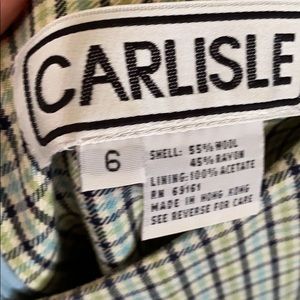 CARLISLE
6
SHELL: 55% WOOL
45% RAYON
LINING: 100% ACETATE
RN 69161
MADE IN HONG KONG
SEE REVERSE FOR CARE